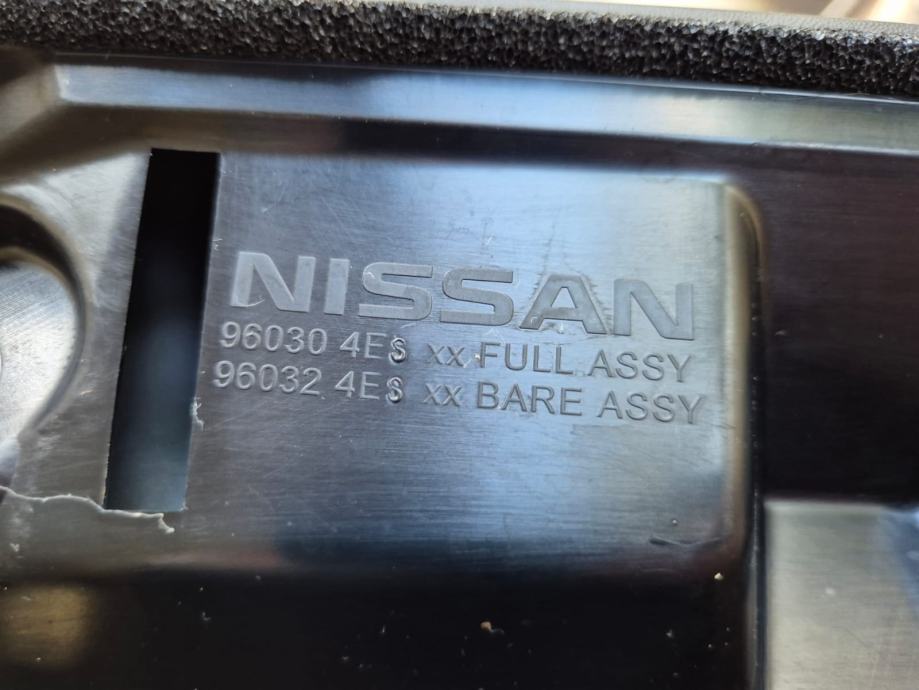 NISSAN
96030 4ES xx FULL ASSY
96032 4ES xx BARE ASSY